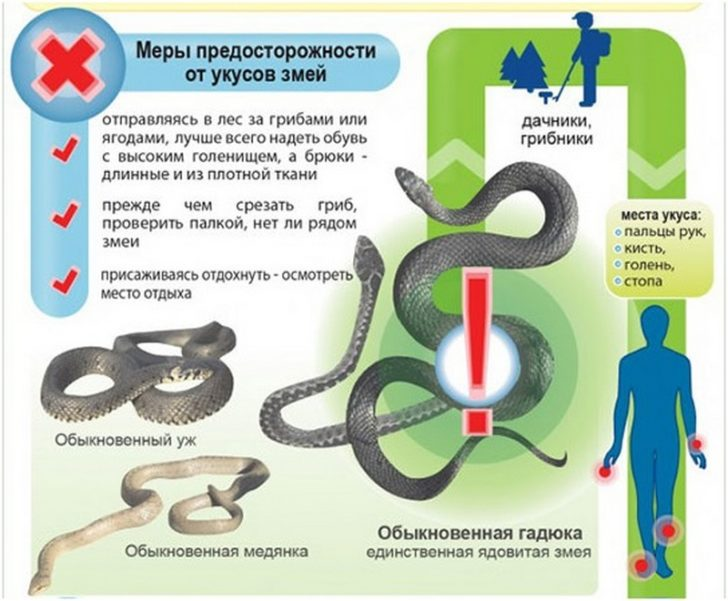 Меры предосторожности
от укусов змей
отправляясь в лес за грибами или
ягодами, лучше всего надеть обувь
с высоким голенищем, а брюки -
длинные и из плотной ткани
прежде чем срезать гриб,
проверить палкой, нет ли рядом
змеи
присаживаясь отдохнуть - осмотреть
место отдыха
дачники,
грибники
места укуса:
пальцы рук,
кисть,
голень,
стопа
Обыкновенный уж
Обыкновенная медянка
Обыкновенная гадюка
единственная ядовитая змея